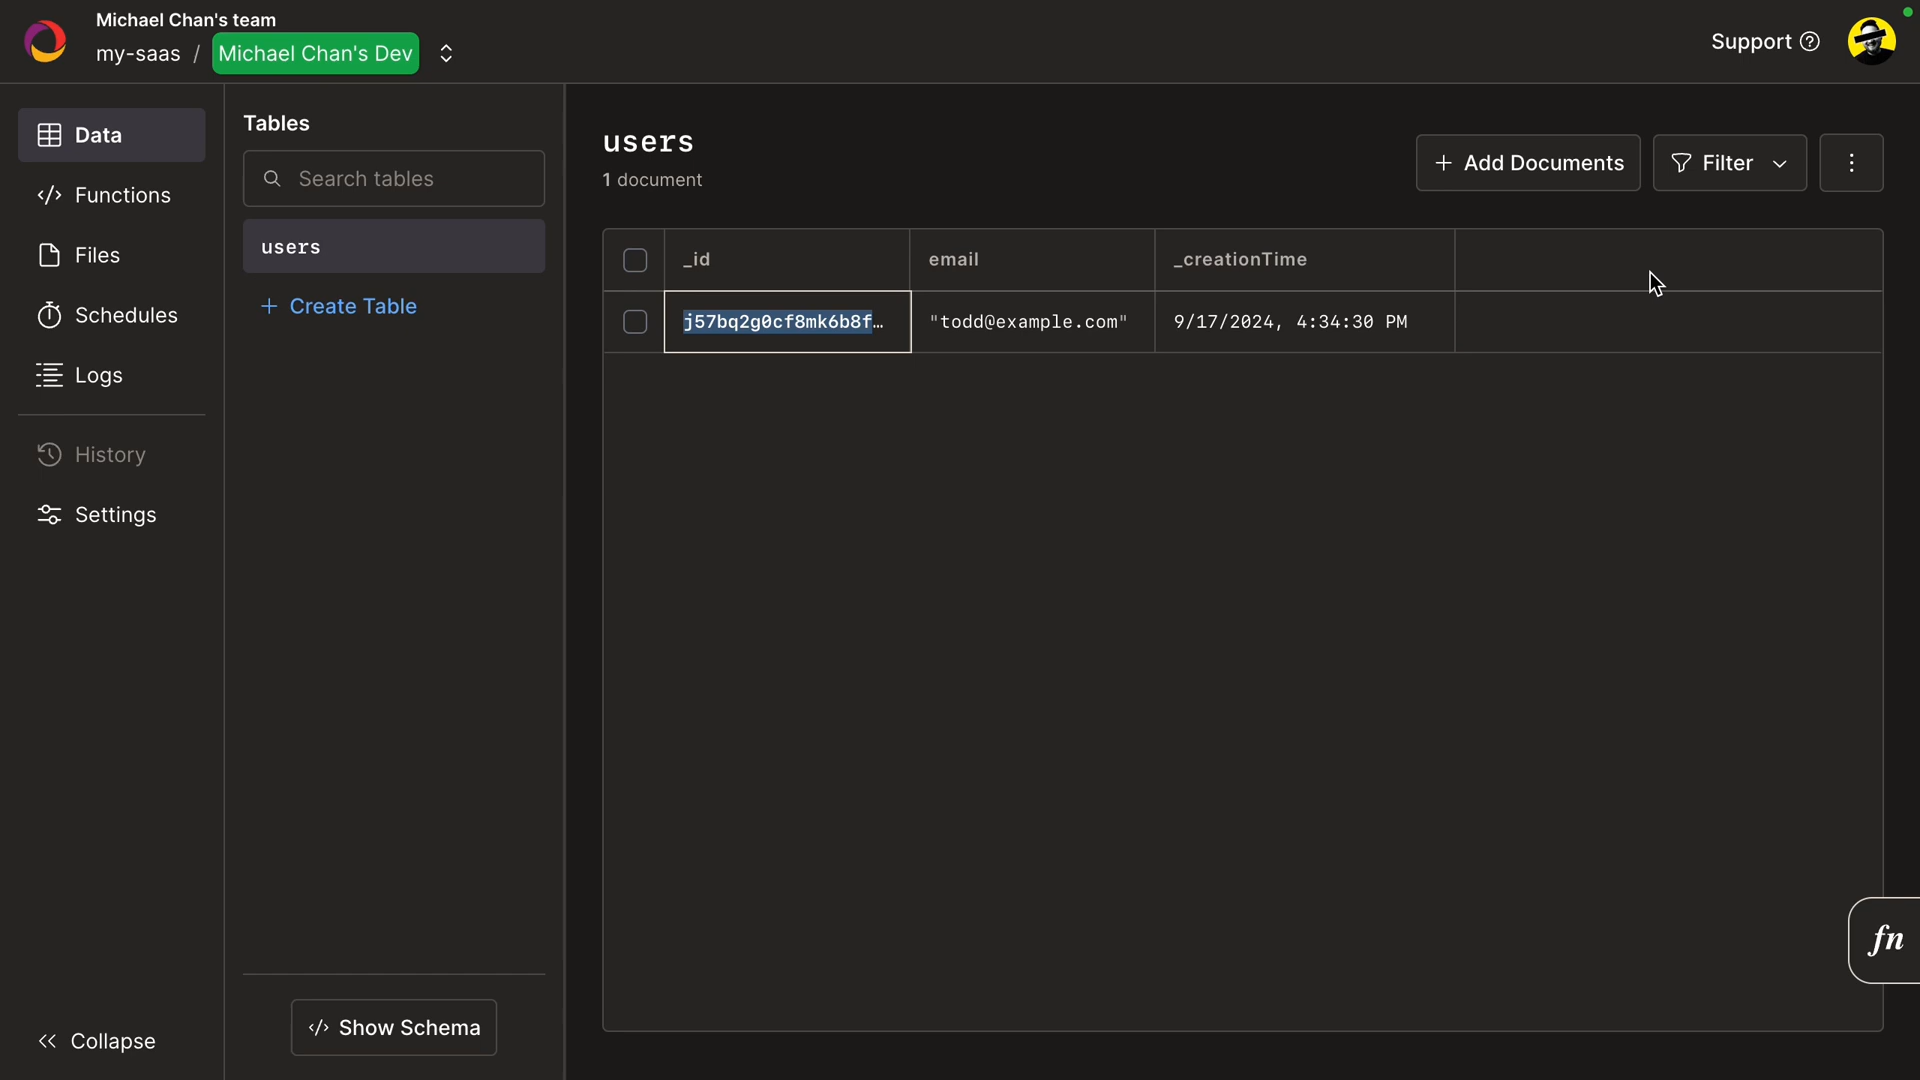 Michael Chan's team
my-saas / Michael Chan's Dev
Support
Data
Functions
Files
Schedules
Logs
History
Settings
Collapse
Tables
Search tables
users
+ Create Table
Show Schema
users
1 document
+ Add Documents
Filter
_id email _creationTime
j57bq2g0cf8mk6b8f… "todd@example.com" 9/17/2024, 4:34:30 PM
fn